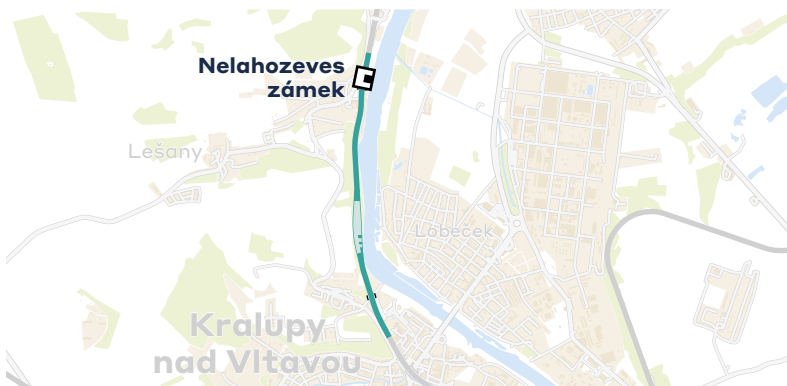 Nelahozeves
zámek
Lešany
Lobeček
Kralupy
nad Vltavou